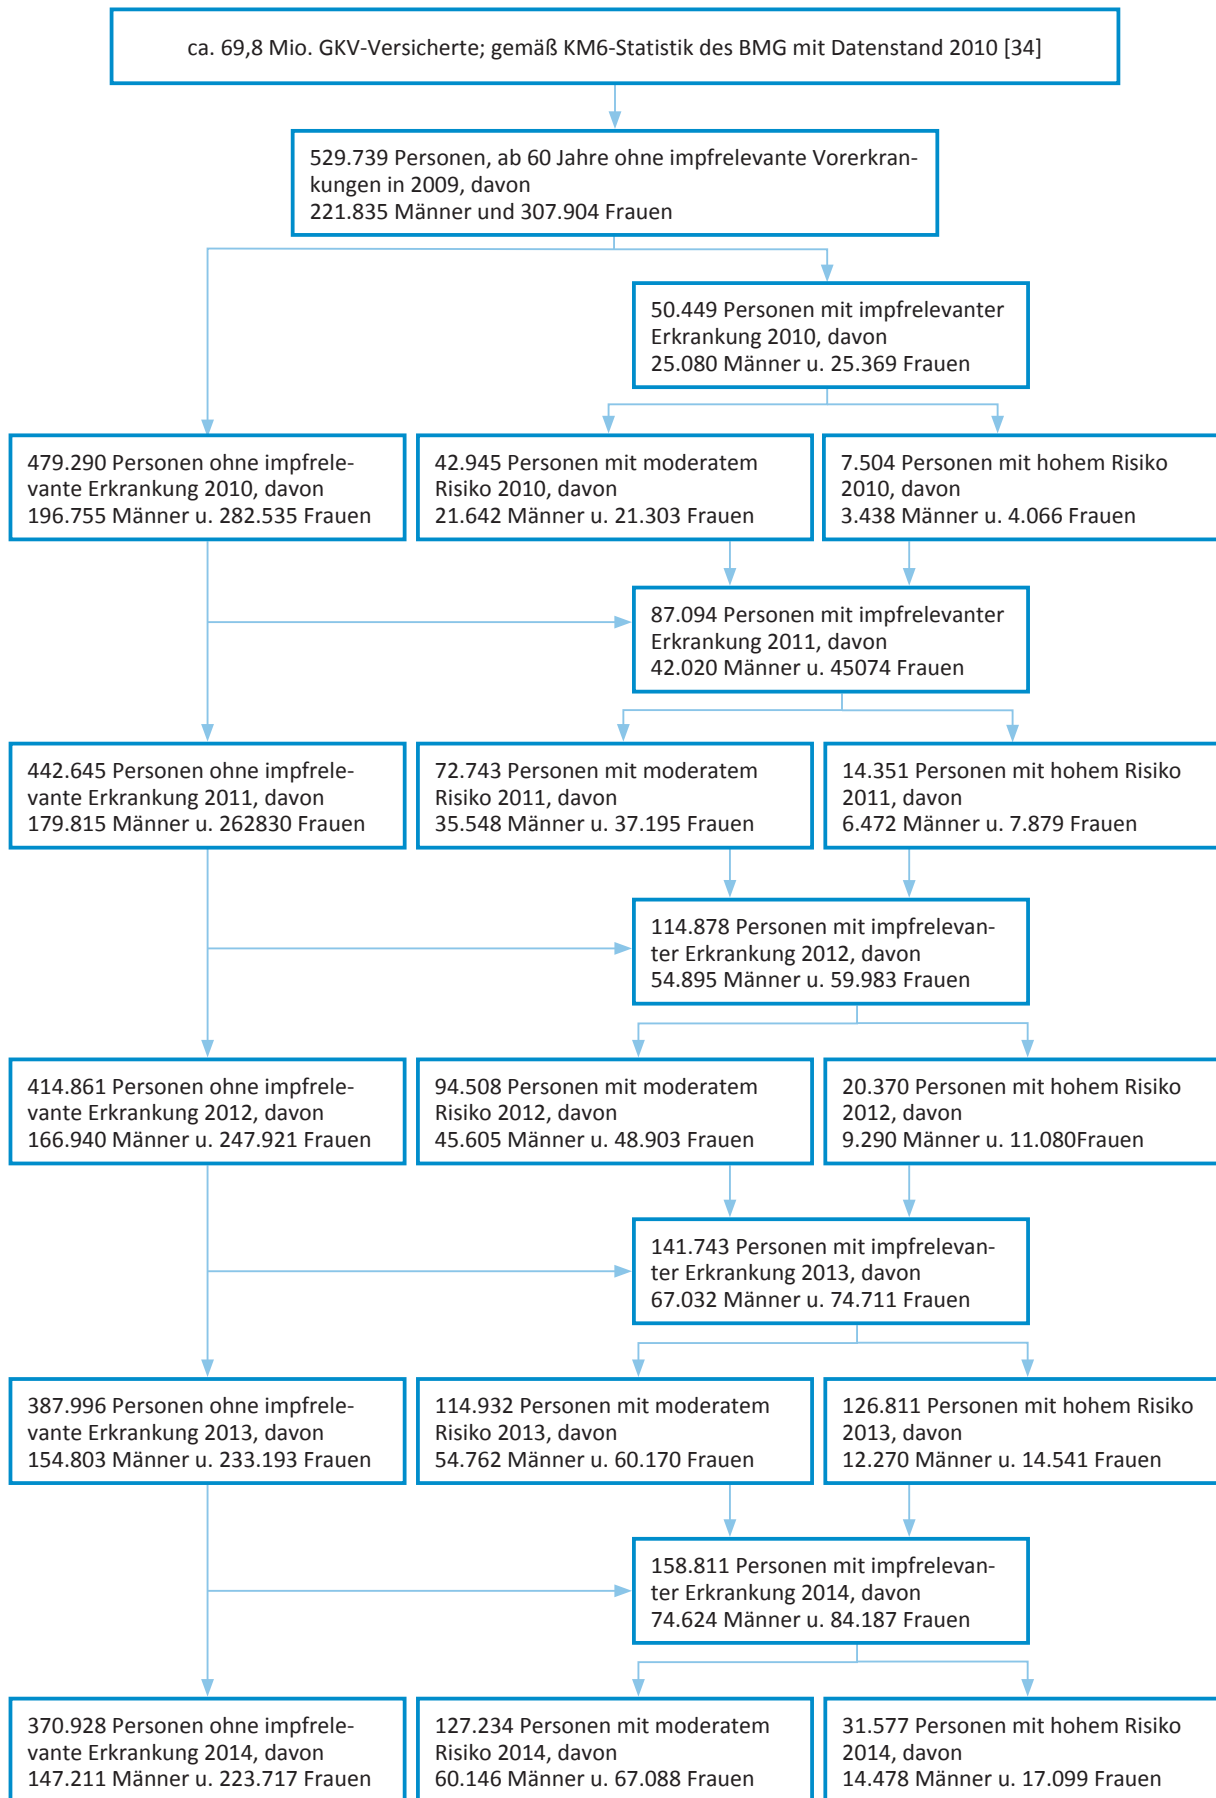 ca. 69,8 Mio. GKV-Versicherte; gemäß KM6-Statistik des BMG mit Datenstand 2010 [34]
529.739 Personen, ab 60 Jahre ohne impfrelevante Vorerkran-
kungen in 2009, davon
221.835 Männer und 307.904 Frauen
50.449 Personen mit impfrelevanter
Erkrankung 2010, davon
25.080 Männer u. 25.369 Frauen
479.290 Personen ohne impfrele-
vante Erkrankung 2010, davon
196.755 Männer u. 282.535 Frauen
42.945 Personen mit moderatem
Risiko 2010, davon
21.642 Männer u. 21.303 Frauen
7.504 Personen mit hohem Risiko
2010, davon
3.438 Männer u. 4.066 Frauen
87.094 Personen mit impfrelevanter
Erkrankung 2011, davon
42.020 Männer u. 45074 Frauen
442.645 Personen ohne impfrele-
vante Erkrankung 2011, davon
179.815 Männer u. 262830 Frauen
72.743 Personen mit moderatem
Risiko 2011, davon
35.548 Männer u. 37.195 Frauen
14.351 Personen mit hohem Risiko
2011, davon
6.472 Männer u. 7.879 Frauen
114.878 Personen mit impfrelevan-
ter Erkrankung 2012, davon
54.895 Männer u. 59.983 Frauen
414.861 Personen ohne impfrele-
vante Erkrankung 2012, davon
166.940 Männer u. 247.921 Frauen
94.508 Personen mit moderatem
Risiko 2012, davon
45.605 Männer u. 48.903 Frauen
20.370 Personen mit hohem Risiko
2012, davon
9.290 Männer u. 11.080Frauen
141.743 Personen mit impfrelevan-
ter Erkrankung 2013, davon
67.032 Männer u. 74.711 Frauen
387.996 Personen ohne impfrele-
vante Erkrankung 2013, davon
154.803 Männer u. 233.193 Frauen
114.932 Personen mit moderatem
Risiko 2013, davon
54.762 Männer u. 60.170 Frauen
126.811 Personen mit hohem Risiko
2013, davon
12.270 Männer u. 14.541 Frauen
158.811 Personen mit impfrelevan-
ter Erkrankung 2014, davon
74.624 Männer u. 84.187 Frauen
370.928 Personen ohne impfrele-
vante Erkrankung 2014, davon
147.211 Männer u. 223.717 Frauen
127.234 Personen mit moderatem
Risiko 2014, davon
60.146 Männer u. 67.088 Frauen
31.577 Personen mit hohem Risiko
2014, davon
14.478 Männer u. 17.099 Frauen